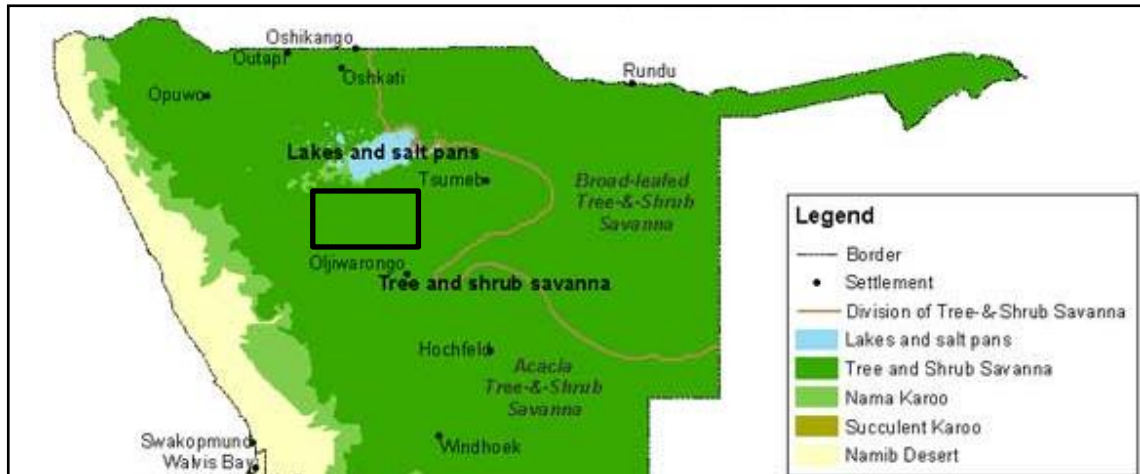 Oshikango
Outapi
Oshkati
Rundu
Opuwo
Lakes and salt pans
Tsumeb
Broad-leafed
Tree-&-Shrub
Savanna
Oljiwarongo
Tree and shrub savanna
Hochfeld
Acacia
Tree-&-Shrub
Savanna
Swakopmund
Windhoek
Walvis Bay
Legend
Border
Settlement
Division of Tree-&-Shrub Savanna
Lakes and salt pans
Tree and Shrub Savanna
Nama Karoo
Succulent Karoo
Namib Desert